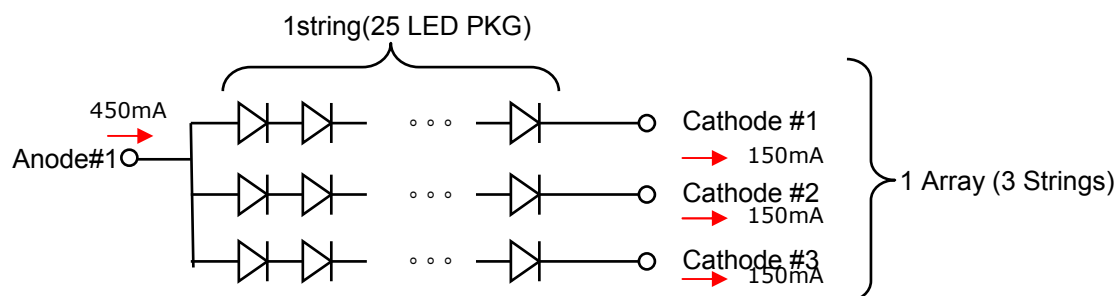 1string(25 LED PKG)
450mA
Anode#1
Cathode #1
150mA
Cathode #2
150mA
Cathode #3
150mA
1 Array (3 Strings)